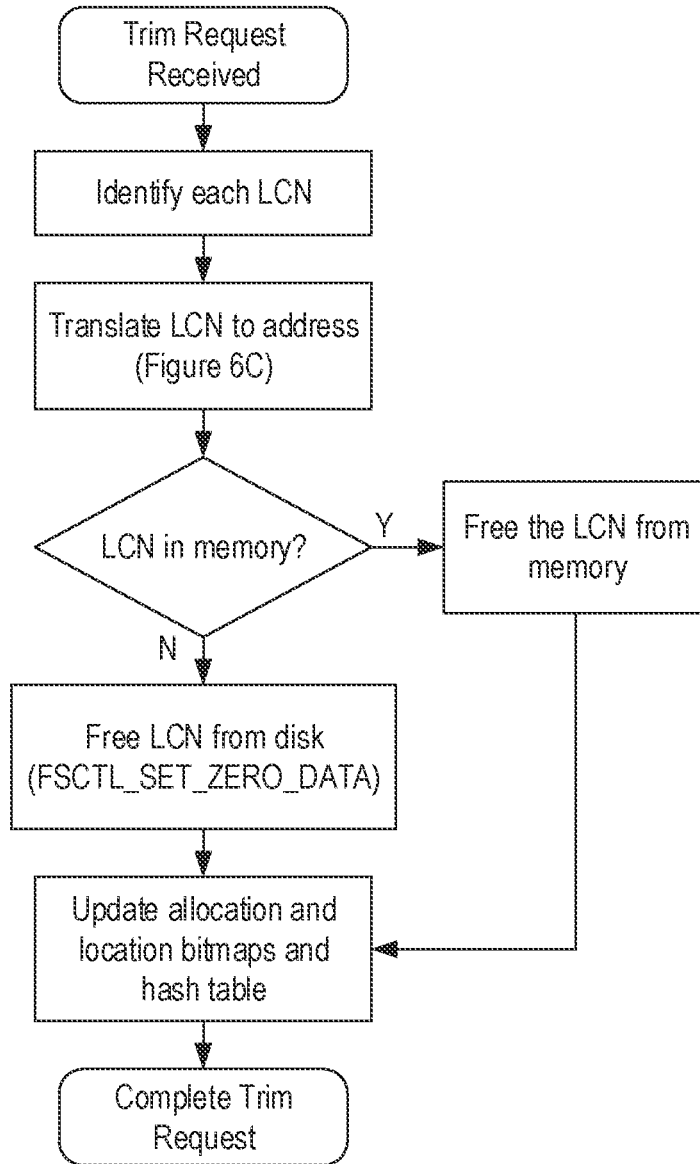 Trim Request
Received
Identify each LCN
Translate LCN to address
(Figure 6C)
LCN in memory?
Y
Free the LCN from
memory
N
Free LCN from disk
(FSCTL_SET_ZERO_DATA)
Update allocation and
location bitmaps and
hash table
Complete Trim
Request